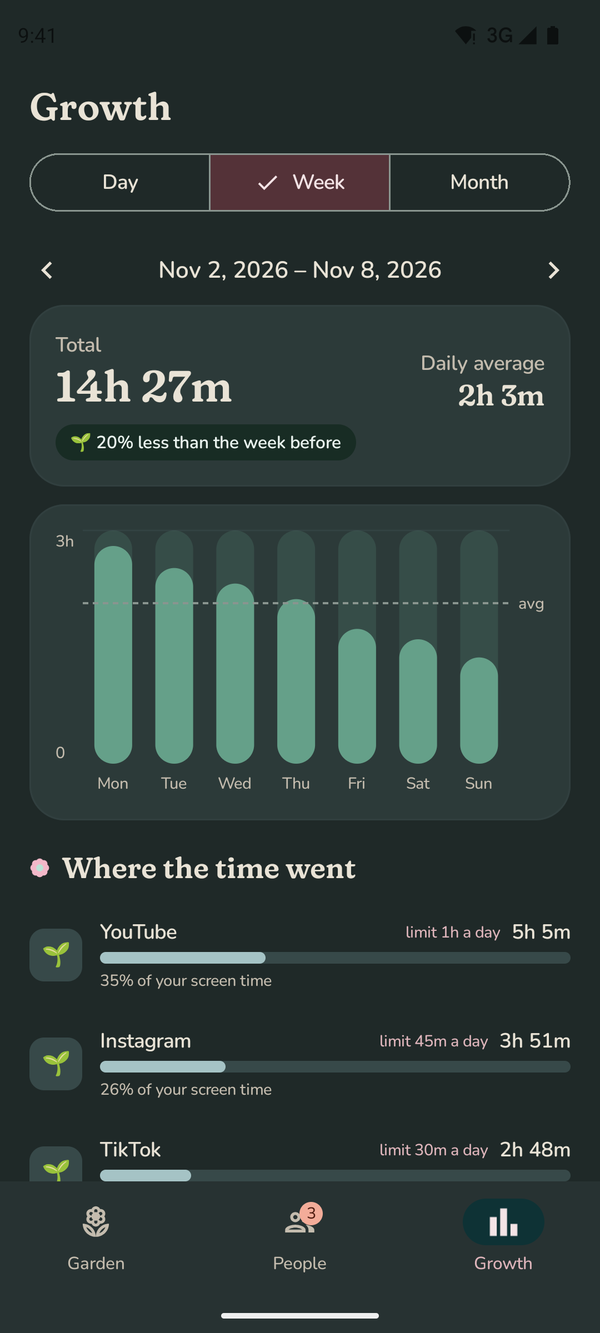 9:41
3G
Growth
Day
Week
Month
Nov 2, 2026 – Nov 8, 2026
Total
14h 27m
Daily average
2h 3m
20% less than the week before
3h
avg
0
Mon Tue Wed Thu Fri Sat Sun
Where the time went
YouTube limit 1h a day 5h 5m
35% of your screen time
Instagram limit 45m a day 3h 51m
26% of your screen time
TikTok limit 30m a day 2h 48m
3
Garden People Growth